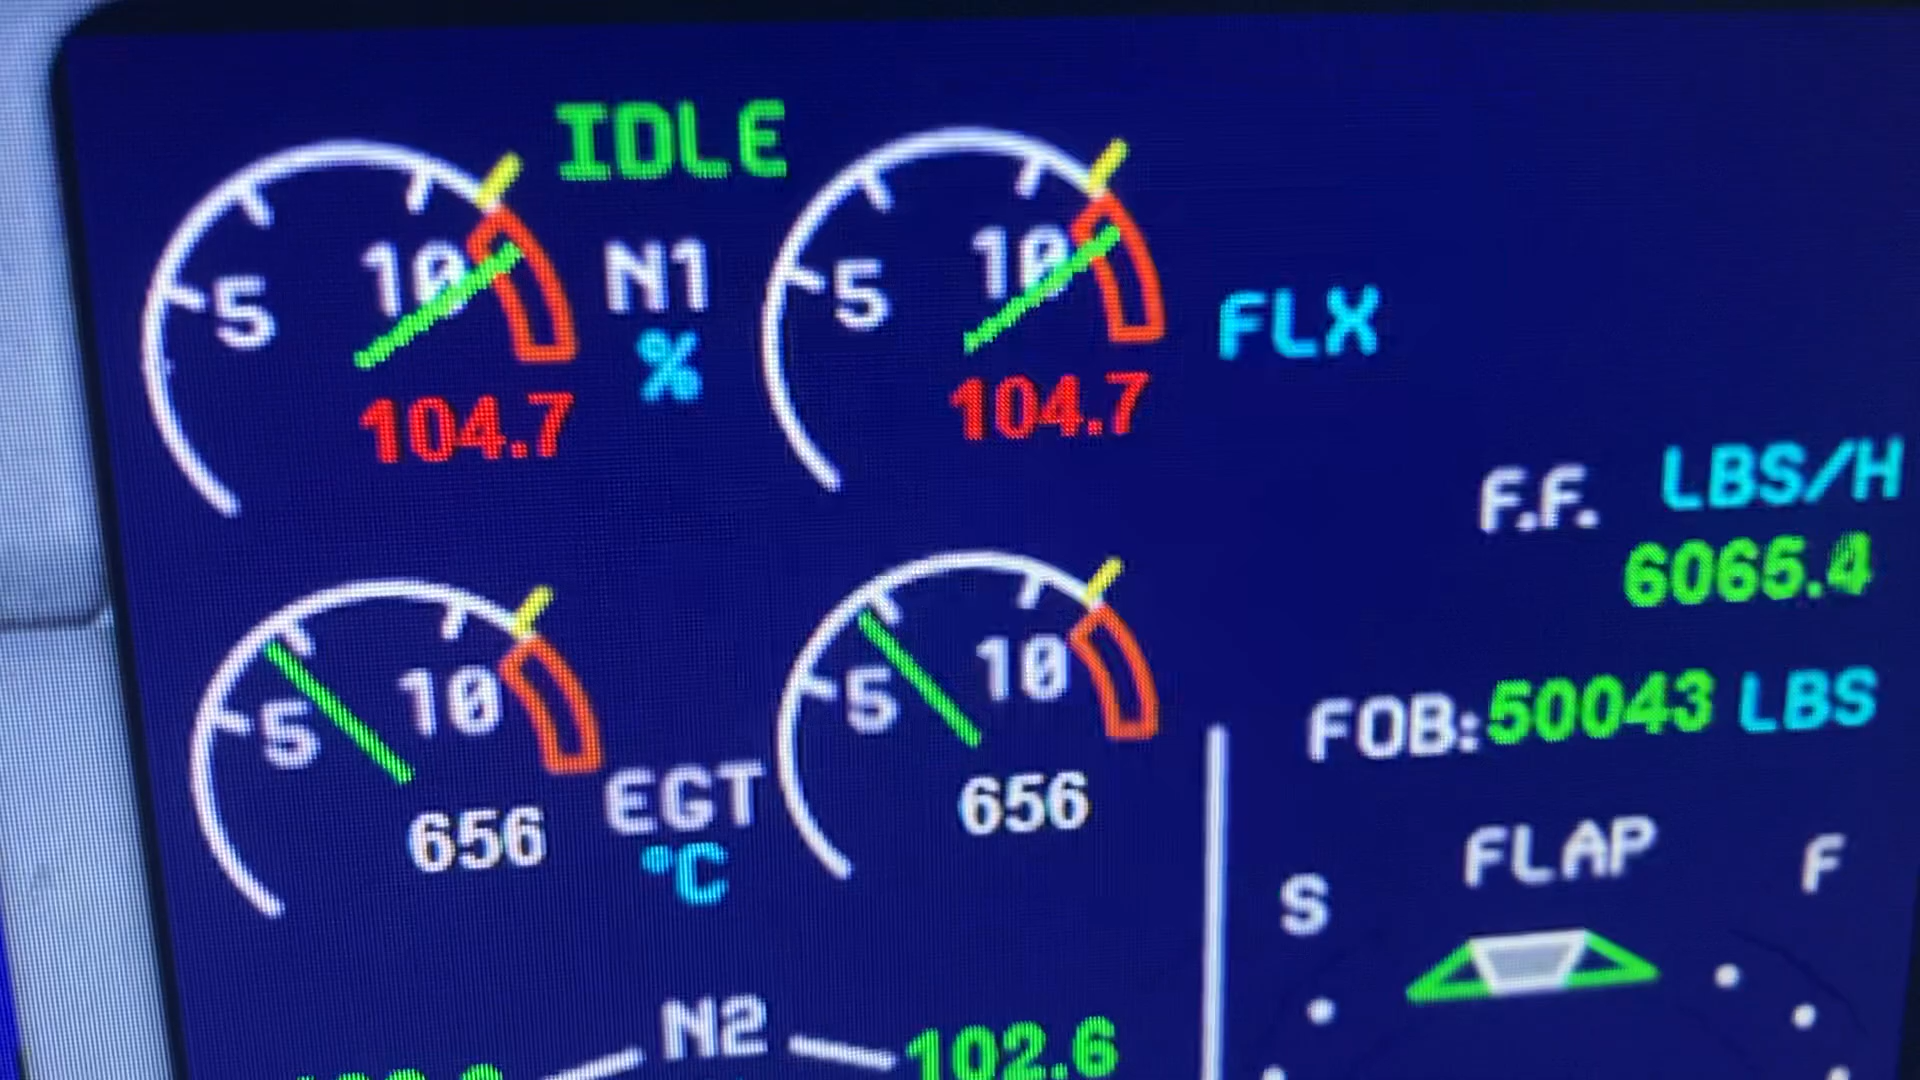 IDLE
5 10 N1 5 10
% FLX
104.7 104.7
F.F. LBS/H
6065.4
5 10 5 10
FOB:50043 LBS
EGT
656 °C 656
FLAP
S F
N2
102.6